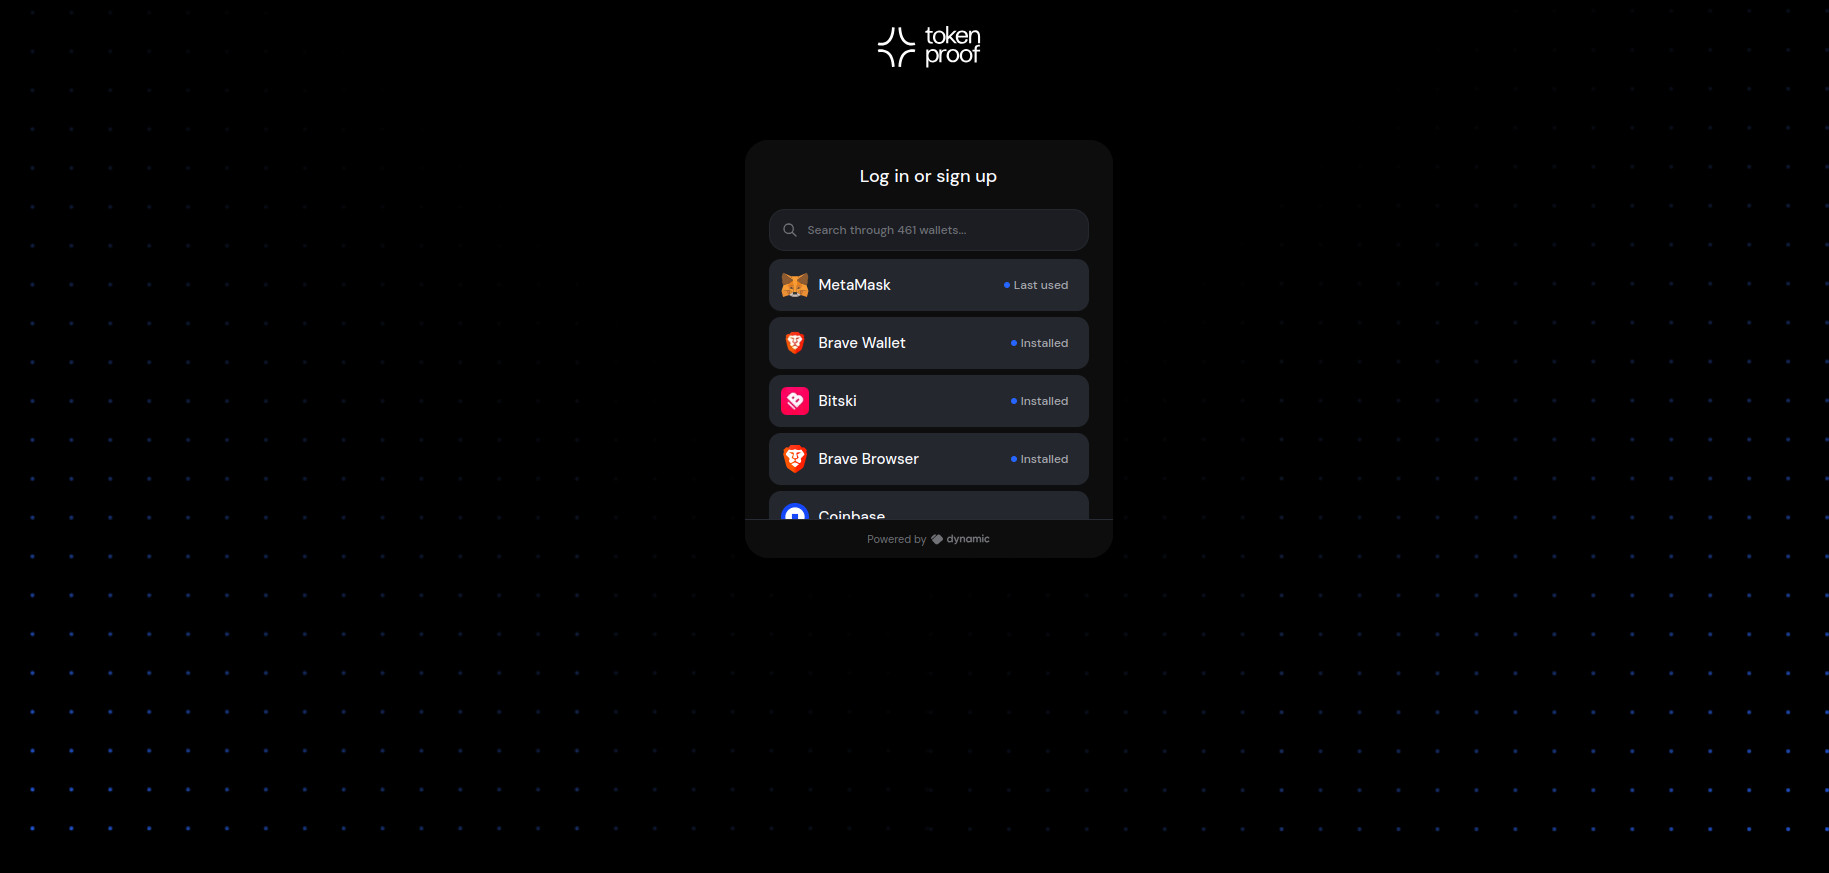 token
proof
Log in or sign up
Search through 461 wallets...
MetaMask
Last used
Brave Wallet
Installed
Bitski
Installed
Brave Browser
Installed
Coinbase
Powered by dynamic